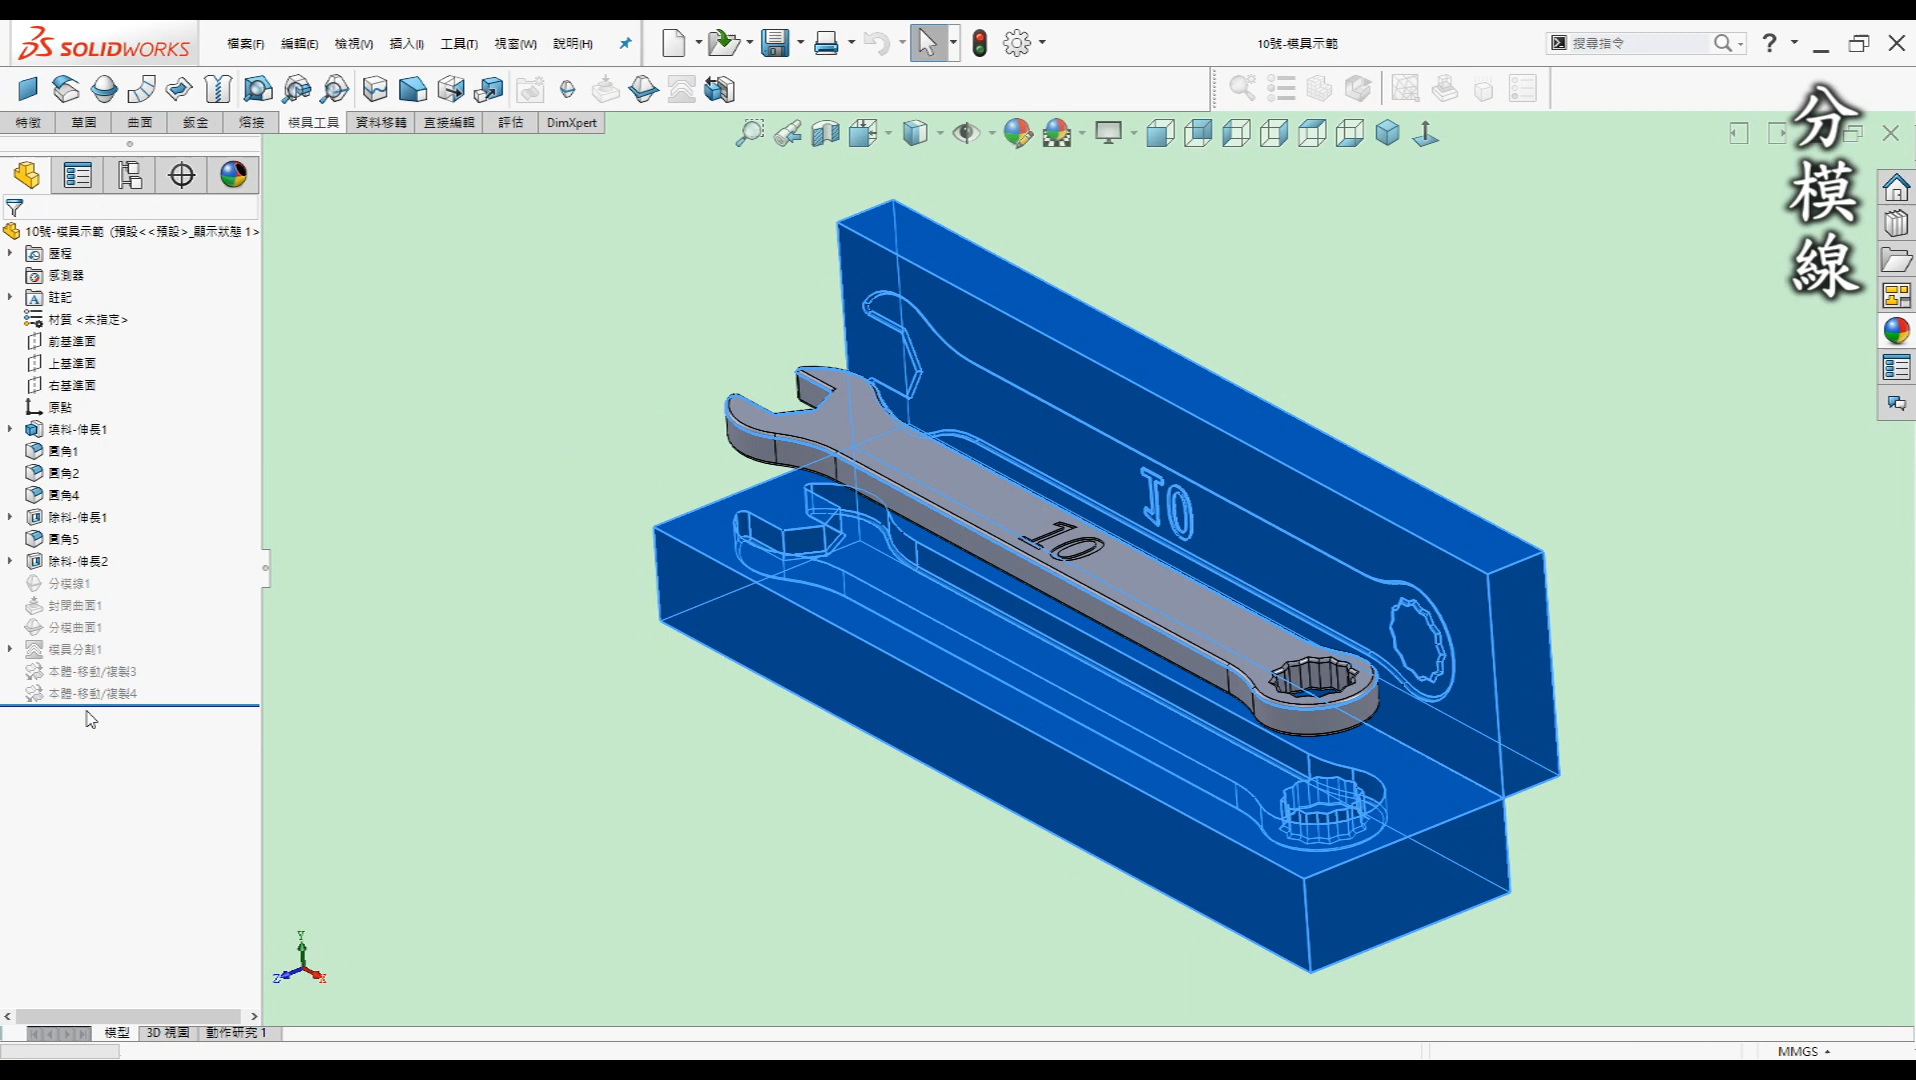 SOLIDWORKS
檔案(F) 編輯(E) 檢視(V) 插入(I) 工具(T) 視窗(W) 說明(H)
10號-模具示範
搜尋指令
?
特徵 草圖 曲面 鈑金 熔接 模具工具 資料移轉 直接編輯 評估 DimXpert
分模線
10號-模具示範 (預設<<預設>_顯示狀態 1>
歷程
感測器
註記
材質 <未指定>
前基準面
上基準面
右基準面
原點
填料-伸長1
圓角1
圓角2
圓角4
除料-伸長1
圓角5
除料-伸長2
分模線1
封閉曲面1
分模曲面1
模具分割1
本體-移動/複製3
本體-移動/複製4
10
10
Y
Z
X
模型 3D 視圖 動作研究 1
MMGS